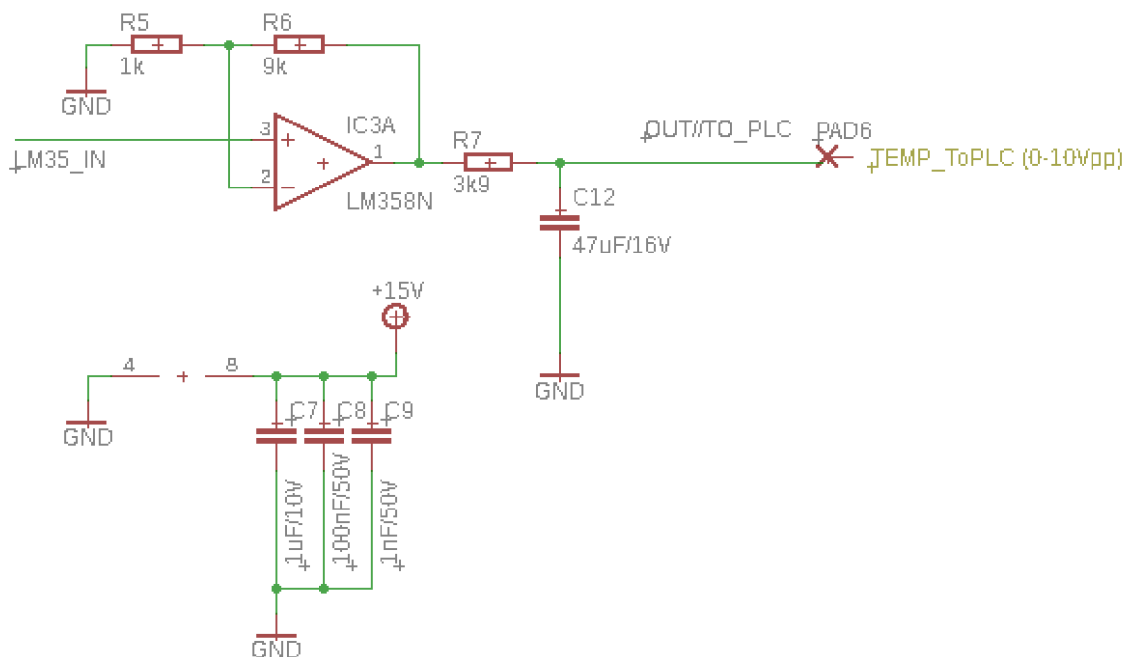 R5
R6
1k
9k
GND
3
IC3A
1
LM35_IN
2
LM358N
R7
3k9
OUT//TO_PLC
PAD6
TEMP_ToPLC (0-10Vpp)
C12
47uF/16V
GND
+15V
4
8
GND
C7
C8
C9
1uF/10V
100nF/50V
1nF/50V
GND